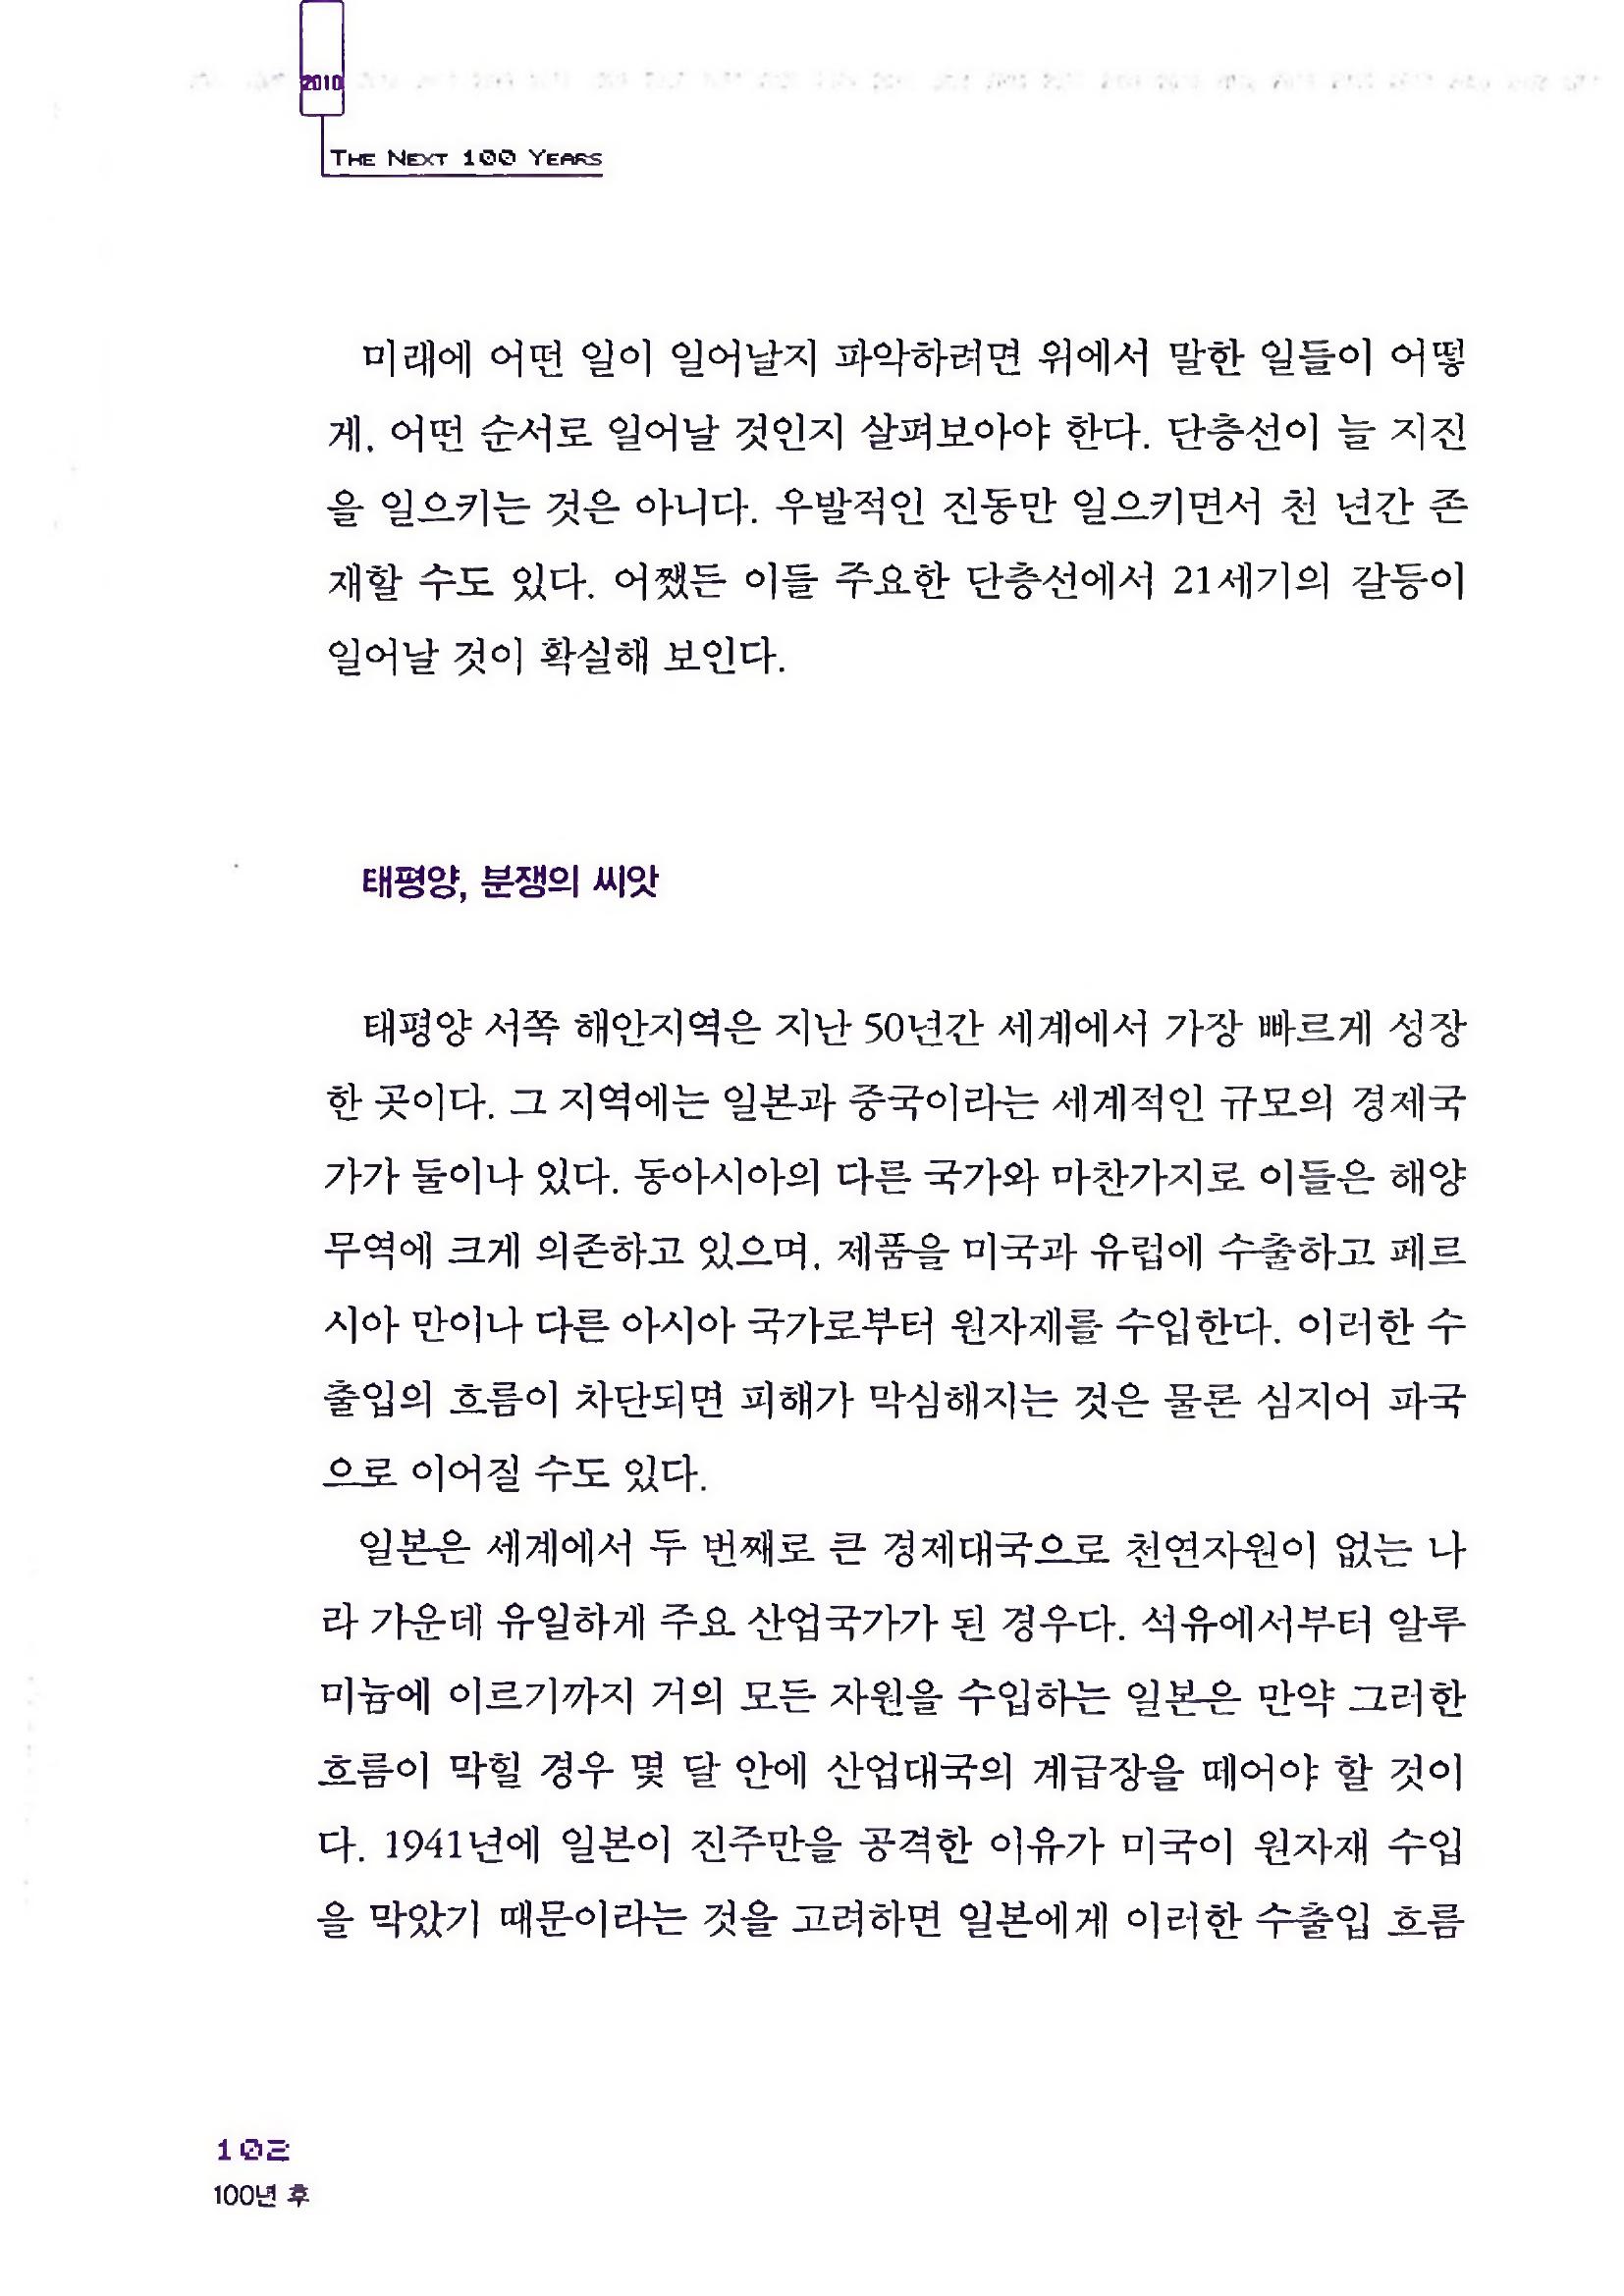 2010
THE NEXT 100 YEARS
미래에 어떤 일이 일어날지 파악하려면 위에서 말한 일들이 어떻
게, 어떤 순서로 일어날 것인지 살펴보아야 한다. 단층선이 늘 지진
을 일으키는 것은 아니다. 우발적인 진동만 일으키면서 천 년간 존
재할 수도 있다. 어쨌든 이들 주요한 단층선에서 21세기의 갈등이
일어날 것이 확실해 보인다.
태평양, 분쟁의 씨앗
태평양 서쪽 해안지역은 지난 50년간 세계에서 가장 빠르게 성장
한 곳이다. 그 지역에는 일본과 중국이라는 세계적인 규모의 경제국
가가 둘이나 있다. 동아시아의 다른 국가와 마찬가지로 이들은 해양
무역에 크게 의존하고 있으며, 제품을 미국과 유럽에 수출하고 페르
시아 만이나 다른 아시아 국가로부터 원자재를 수입한다. 이러한 수
출입의 흐름이 차단되면 피해가 막심해지는 것은 물론 심지어 파국
으로 이어질 수도 있다.
일본은 세계에서 두 번째로 큰 경제대국으로 천연자원이 없는 나
라 가운데 유일하게 주요 산업국가가 된 경우다. 석유에서부터 알루
미늄에 이르기까지 거의 모든 자원을 수입하는 일본은 만약 그러한
흐름이 막힐 경우 몇 달 안에 산업대국의 계급장을 떼어야 할 것이
다. 1941년에 일본이 진주만을 공격한 이유가 미국이 원자재 수입
을 막았기 때문이라는 것을 고려하면 일본에게 이러한 수출입 흐름
102
100년 후